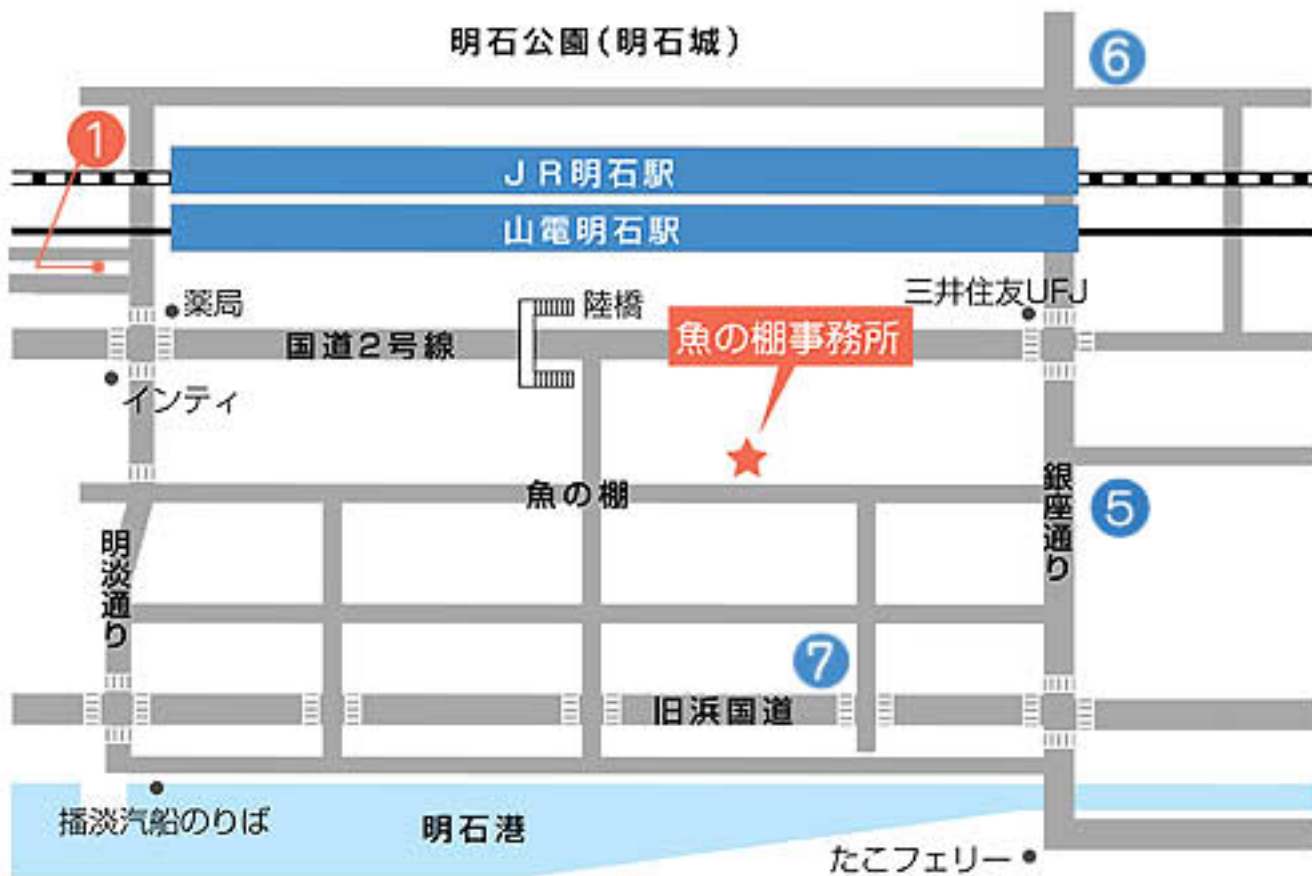 明石公園(明石城)
6
1
JR明石駅
山電明石駅
薬局
陸橋
三井住友UFJ
国道2号線
魚の棚事務所
インティ
魚の棚
銀座通り
5
明淡通り
7
旧浜国道
播淡汽船のりば
明石港
たこフェリー